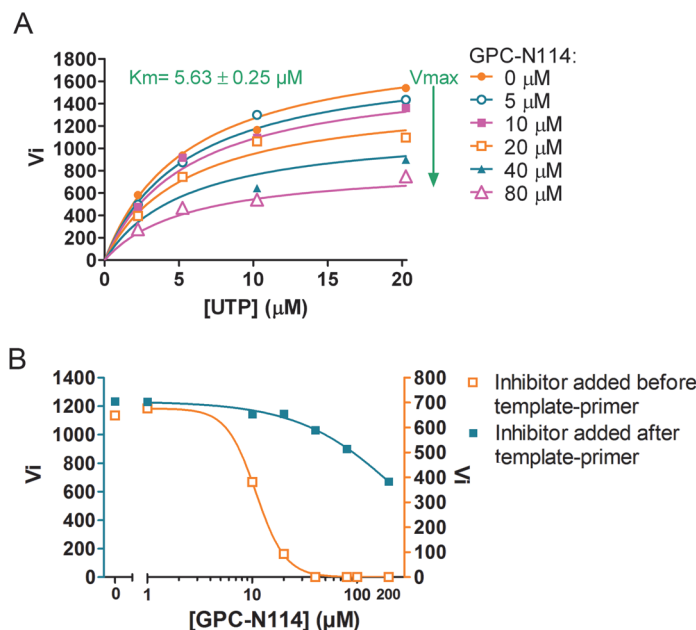 A
GPC-N114:
Km= 5.63 ± 0.25 µM
Vmax
0 µM
5 µM
10 µM
20 µM
40 µM
80 µM
Vi
1800
1600
1400
1200
1000
800
600
400
200
0
0 5 10 15 20
[UTP] (µM)
B
1400
1200
1000
800
600
400
200
0
Vi
800
700
600
500
400
300
200
100
0
Vi
0 1 10 100 200
[GPC-N114] (µM)
Inhibitor added before
template-primer
Inhibitor added after
template-primer